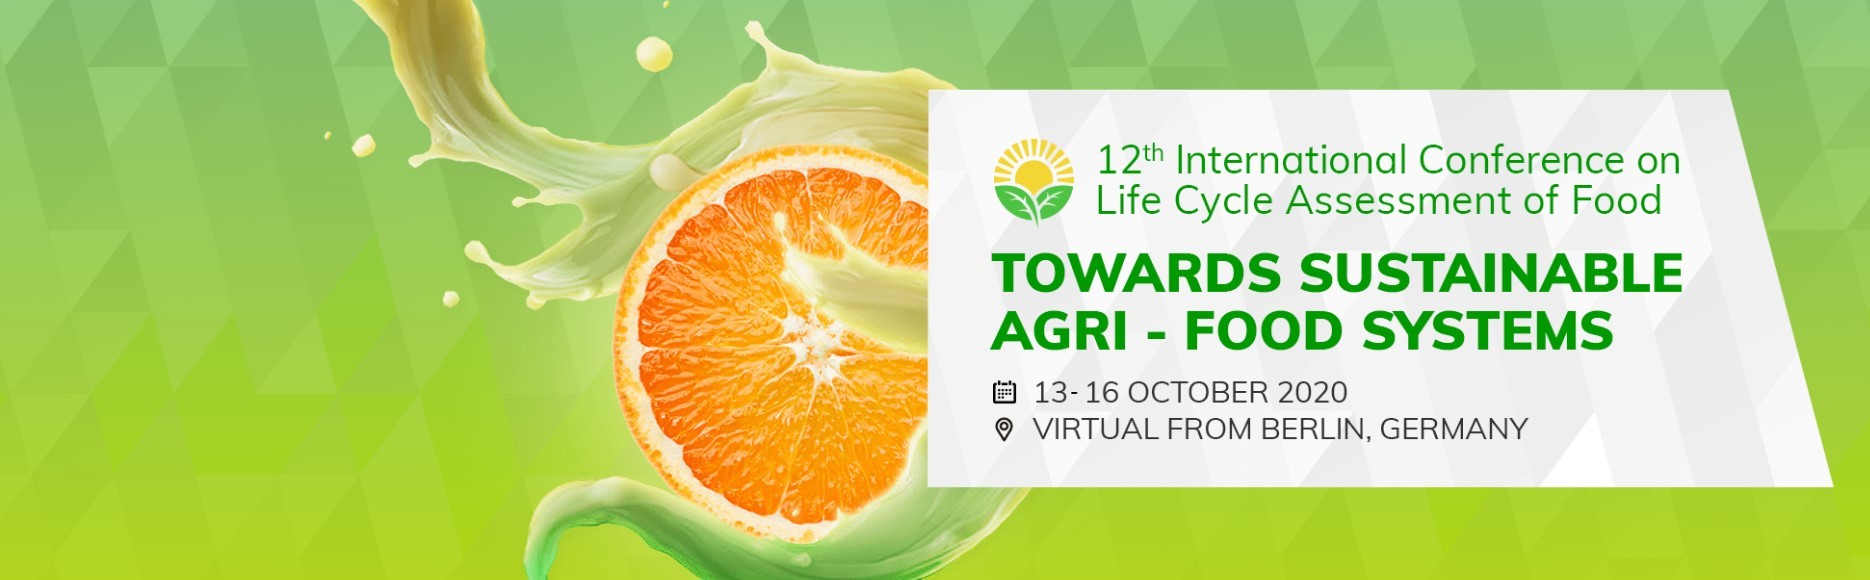 12th International Conference on
Life Cycle Assessment of Food
TOWARDS SUSTAINABLE
AGRI - FOOD SYSTEMS
13- 16 OCTOBER 2020
VIRTUAL FROM BERLIN, GERMANY